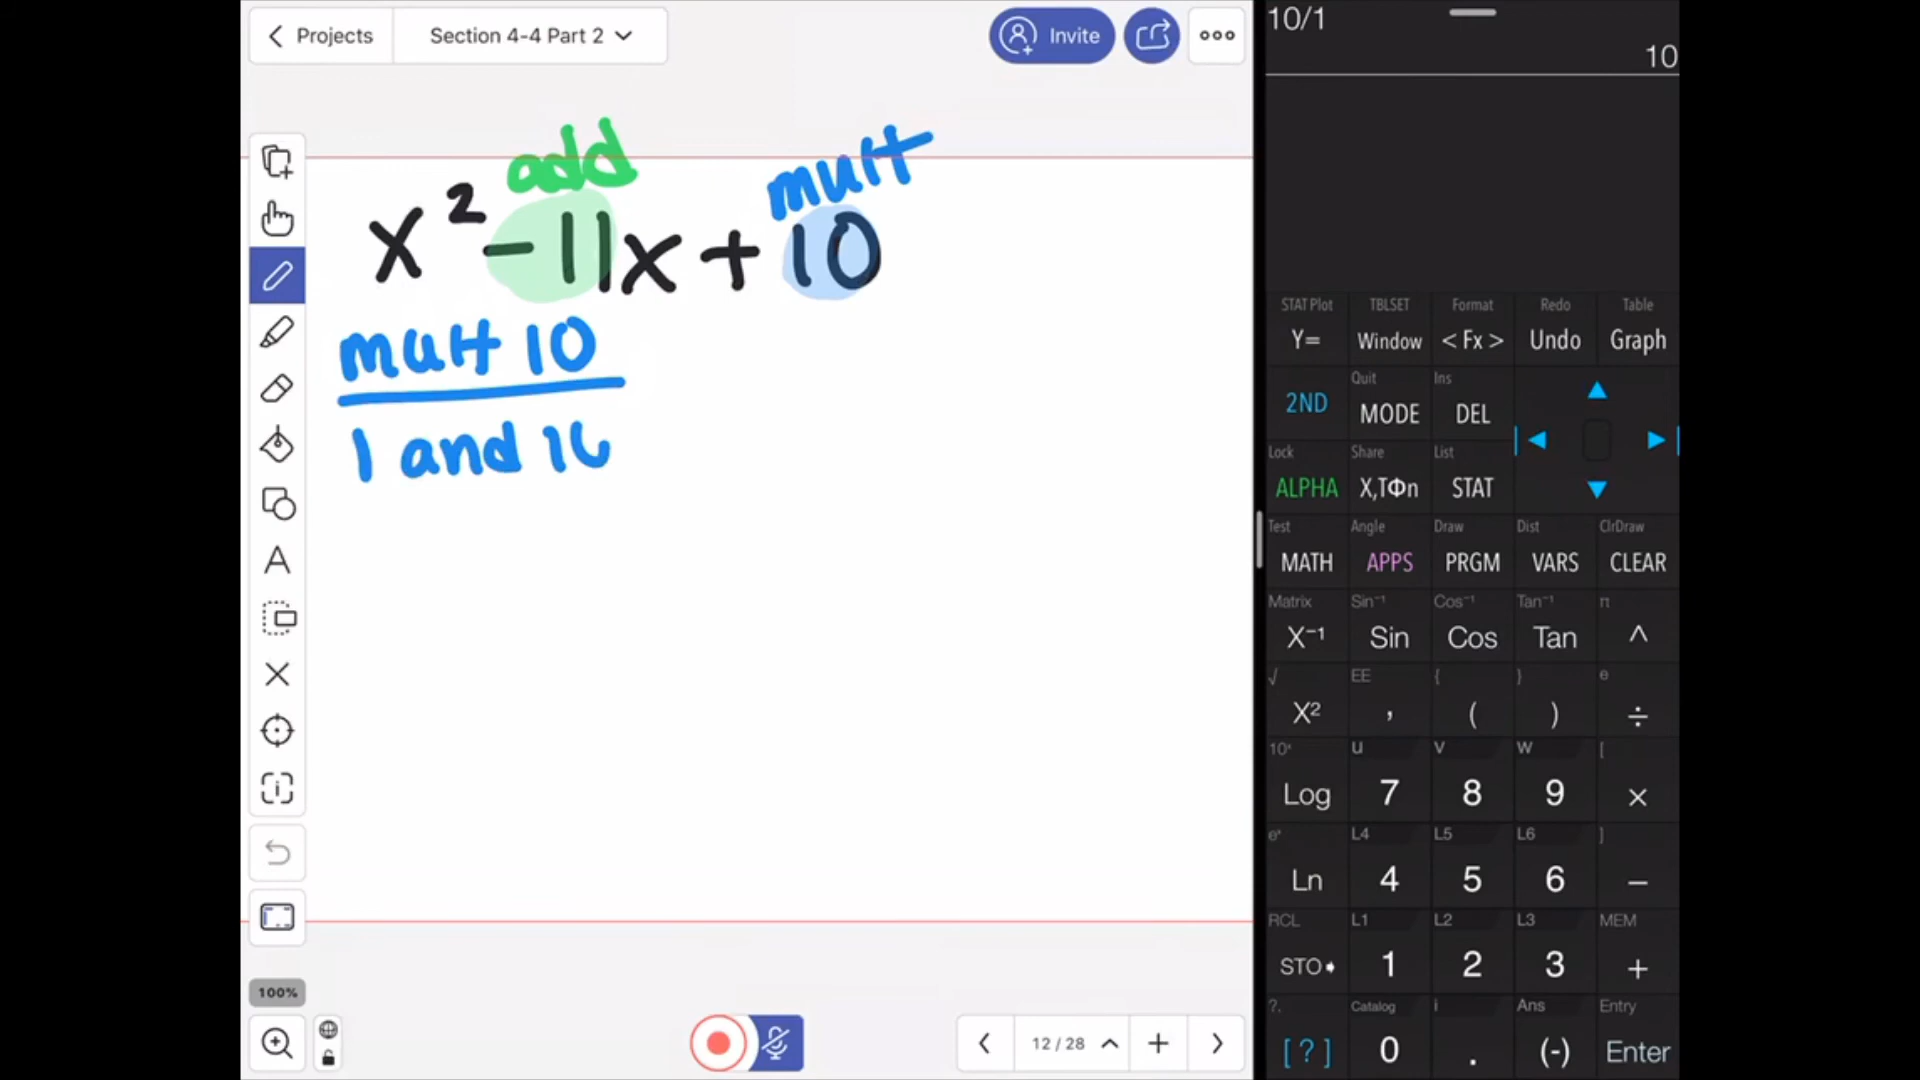 Projects
Section 4-4 Part 2
Invite
10/1
10
add
mult
x² -11x + 10
mult 10
1 and 10
100%
12 / 28
STAT Plot TBLSET Format Redo Table
Y= Window < Fx > Undo Graph
Quit Ins
2ND MODE DEL
Lock Share List
ALPHA X,TΦn STAT
Test Angle Draw Dist ClrDraw
MATH APPS PRGM VARS CLEAR
Matrix Sin⁻¹ Cos⁻¹ Tan⁻¹ π
X⁻¹ Sin Cos Tan ^
√ EE { } e
X² , ( ) ÷
10ˣ u v w [
Log 7 8 9 ×
eˣ L4 L5 L6 ]
Ln 4 5 6 −
RCL L1 L2 L3 MEM
STO➧ 1 2 3 +
?. Catalog i Ans Entry
[ ? ] 0 . (-) Enter